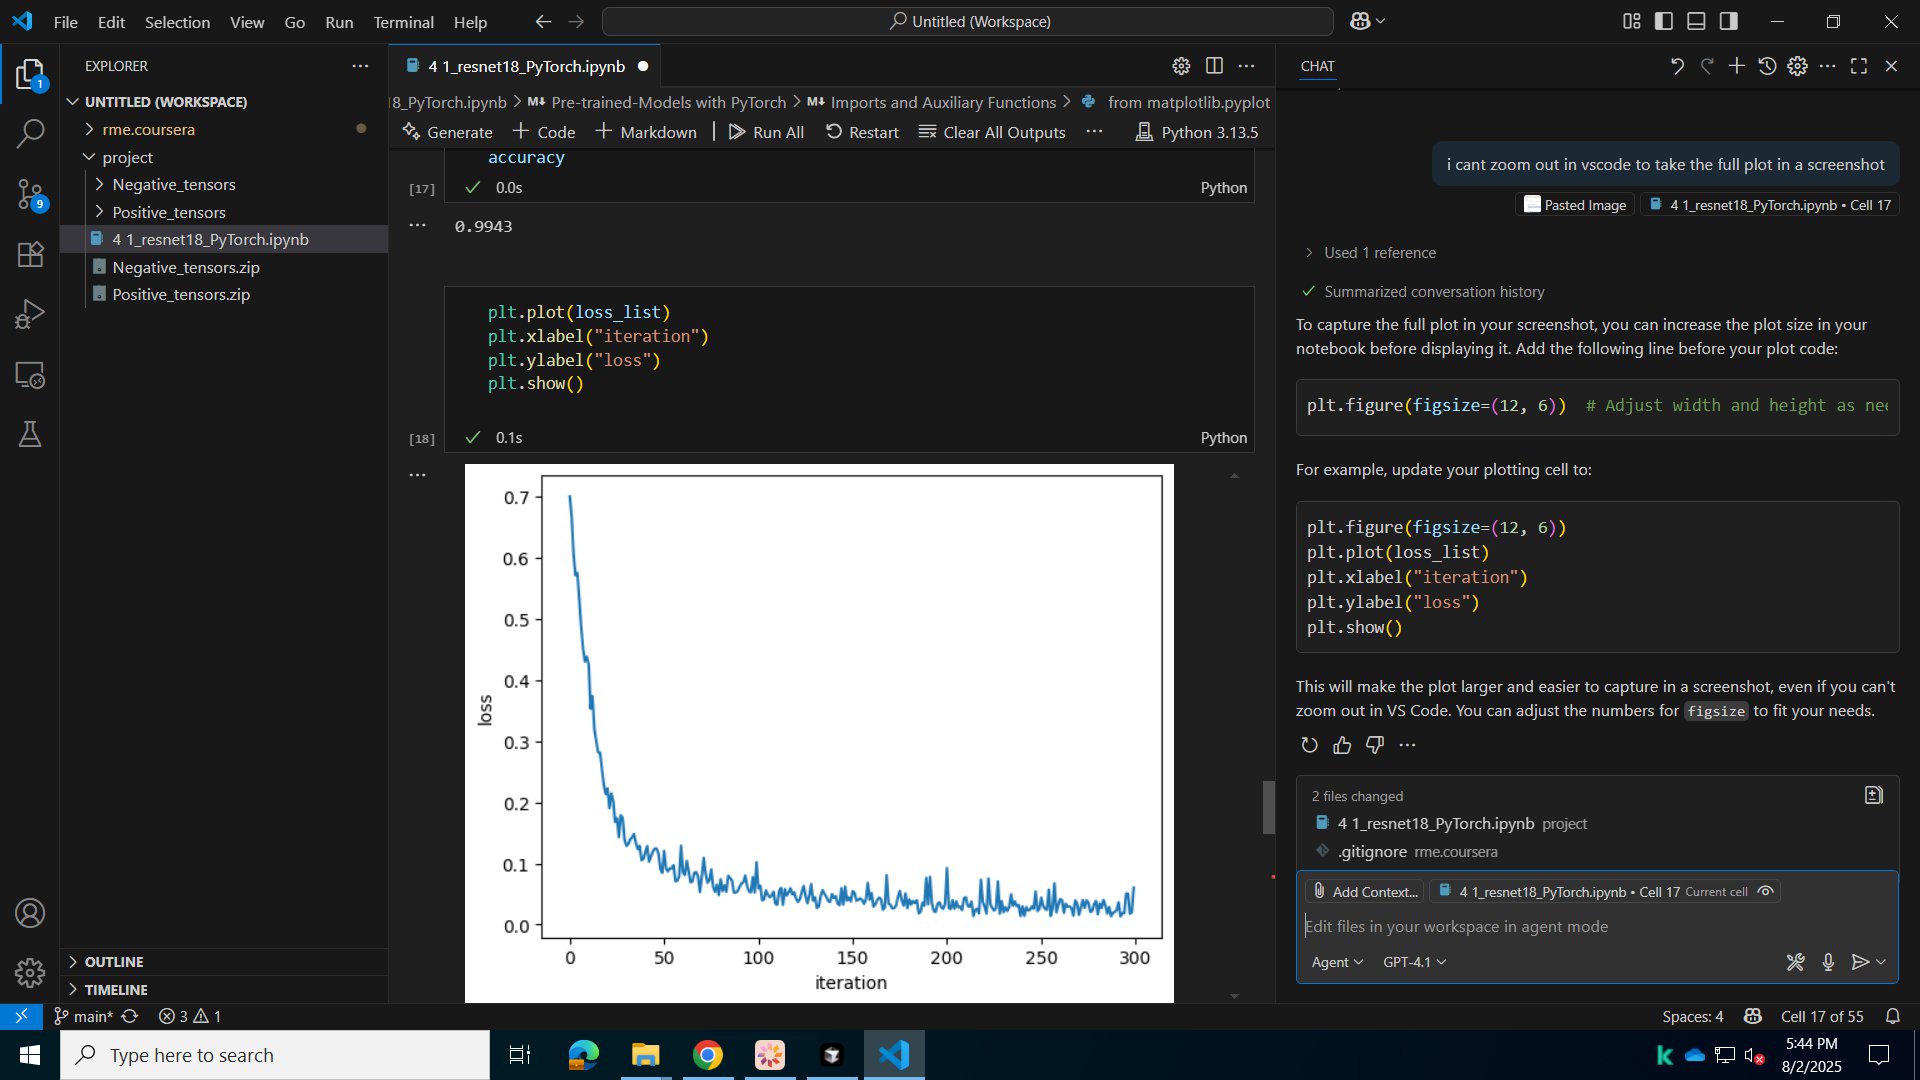 File Edit Selection View Go Run Terminal Help
Untitled (Workspace)
EXPLORER
1
9
UNTITLED (WORKSPACE)
rme.coursera
project
Negative_tensors
Positive_tensors
4 1_resnet18_PyTorch.ipynb
Negative_tensors.zip
Positive_tensors.zip
OUTLINE
TIMELINE
4 1_resnet18_PyTorch.ipynb
18_PyTorch.ipynb > M↓ Pre-trained-Models with PyTorch > M↓ Imports and Auxiliary Functions > from matplotlib.pyplot
Generate + Code + Markdown | Run All Restart Clear All Outputs ... Python 3.13.5
accuracy
[17] 0.0s Python
0.9943
plt.plot(loss_list)
plt.xlabel("iteration")
plt.ylabel("loss")
plt.show()
[18] 0.1s Python
0.7
0.6
0.5
0.4
0.3
0.2
0.1
0.0
loss
0 50 100 150 200 250 300
iteration
CHAT
i cant zoom out in vscode to take the full plot in a screenshot
Pasted Image 4 1_resnet18_PyTorch.ipynb • Cell 17
Used 1 reference
Summarized conversation history
To capture the full plot in your screenshot, you can increase the plot size in your
notebook before displaying it. Add the following line before your plot code:
plt.figure(figsize=(12, 6)) # Adjust width and height as nee
For example, update your plotting cell to:
plt.figure(figsize=(12, 6))
plt.plot(loss_list)
plt.xlabel("iteration")
plt.ylabel("loss")
plt.show()
This will make the plot larger and easier to capture in a screenshot, even if you can't
zoom out in VS Code. You can adjust the numbers for figsize to fit your needs.
2 files changed
4 1_resnet18_PyTorch.ipynb project
.gitignore rme.coursera
Add Context... 4 1_resnet18_PyTorch.ipynb • Cell 17 Current cell
Edit files in your workspace in agent mode
Agent GPT-4.1
main* 3 1
Spaces: 4 Cell 17 of 55
Type here to search
5:44 PM
8/2/2025